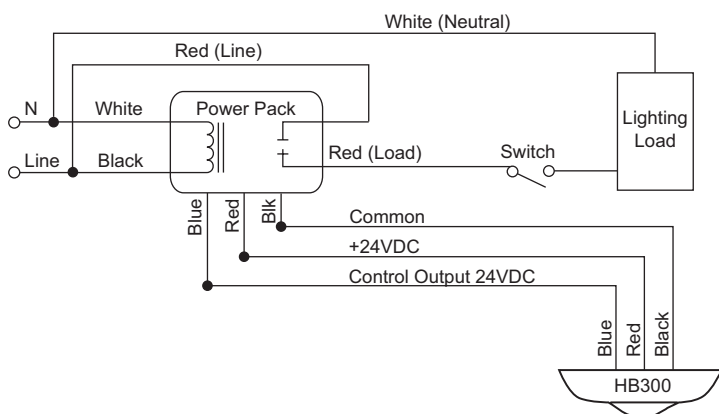 White (Neutral)
Red (Line)
N
White
Power Pack
Lighting
Load
Line
Black
Red (Load)
Switch
Blue
Red
Blk
Common
+24VDC
Control Output 24VDC
Blue
Red
Black
HB300